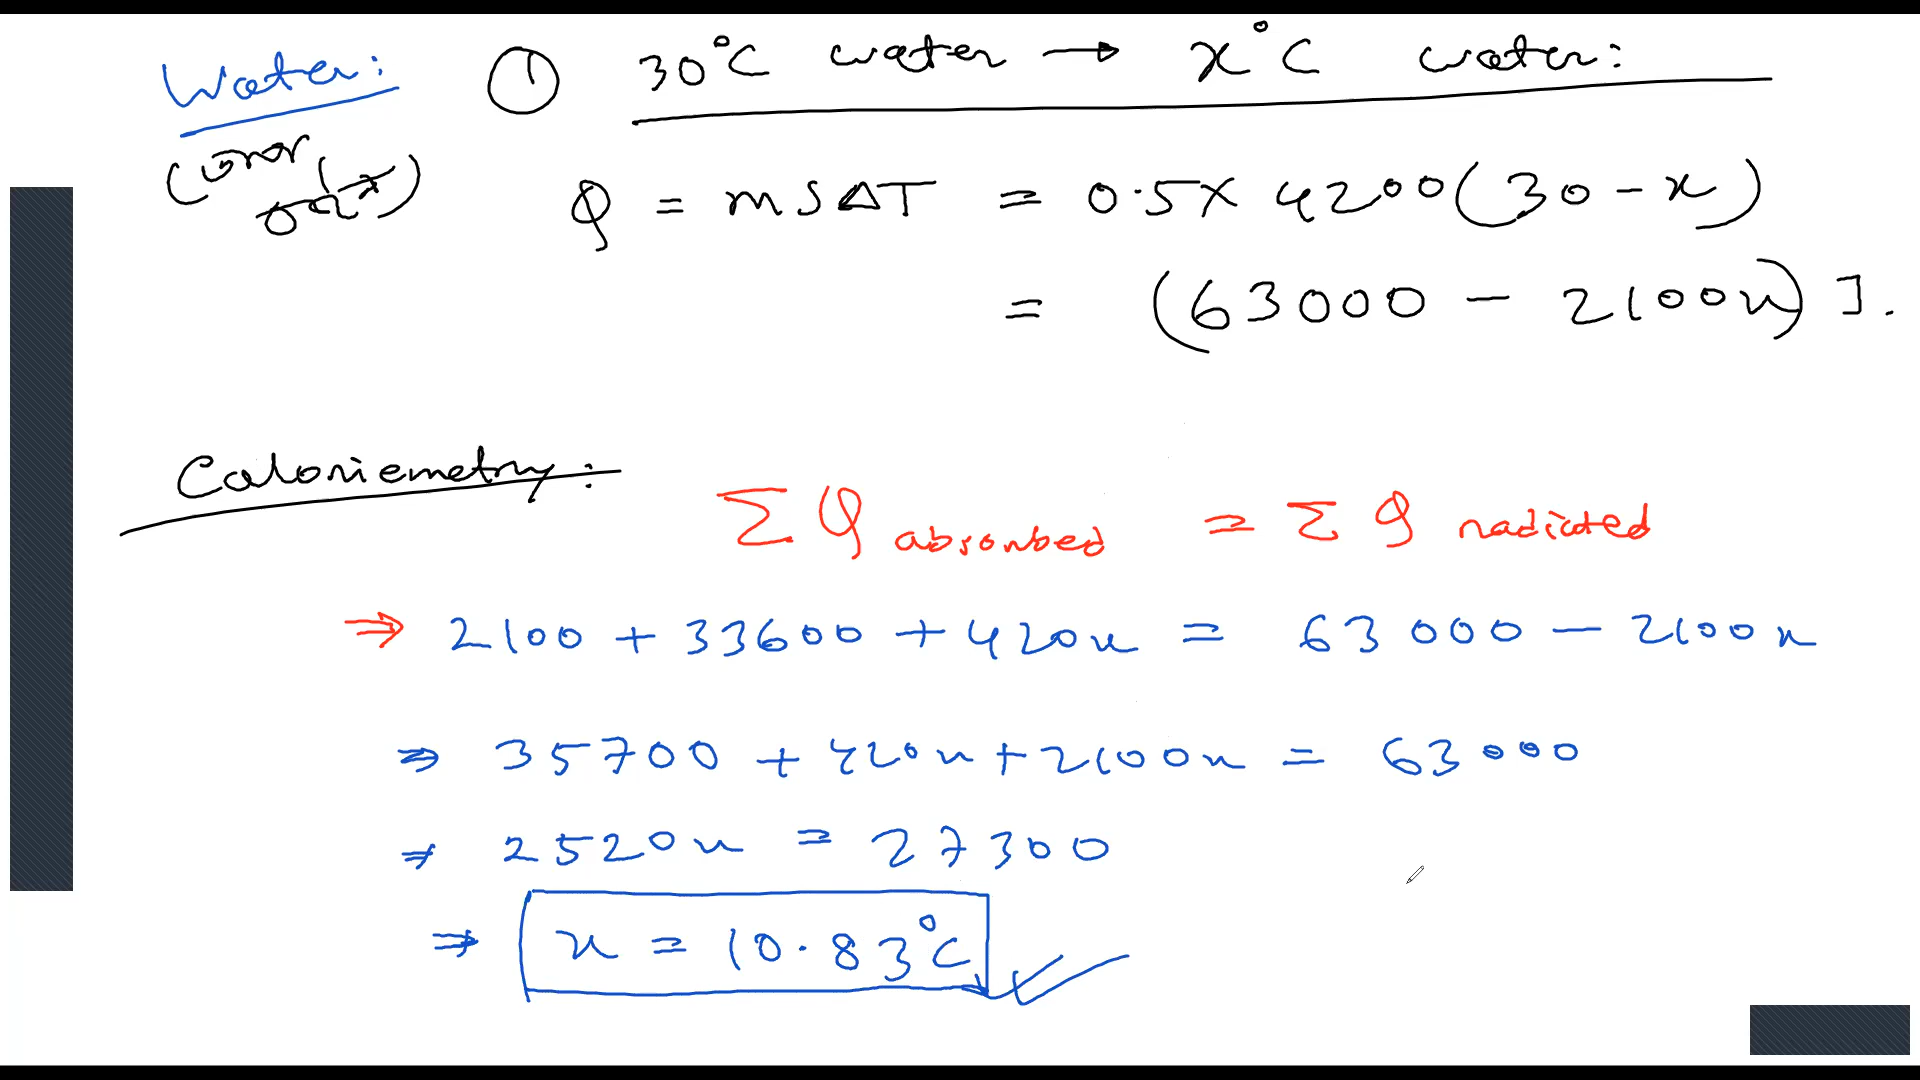 Water: ① 30°C water → x°C water:
Q = mSΔT = 0.5 × 4200(30 - x)
= (63000 - 2100x) J.
Caloriemetry:
ΣQ absorbed = ΣQ radiated
⇒ 2100 + 33600 + 420x = 63000 - 2100x
⇒ 35700 + 420x + 2100x = 63000
⇒ 2520x = 27300
⇒ x = 10.83°C